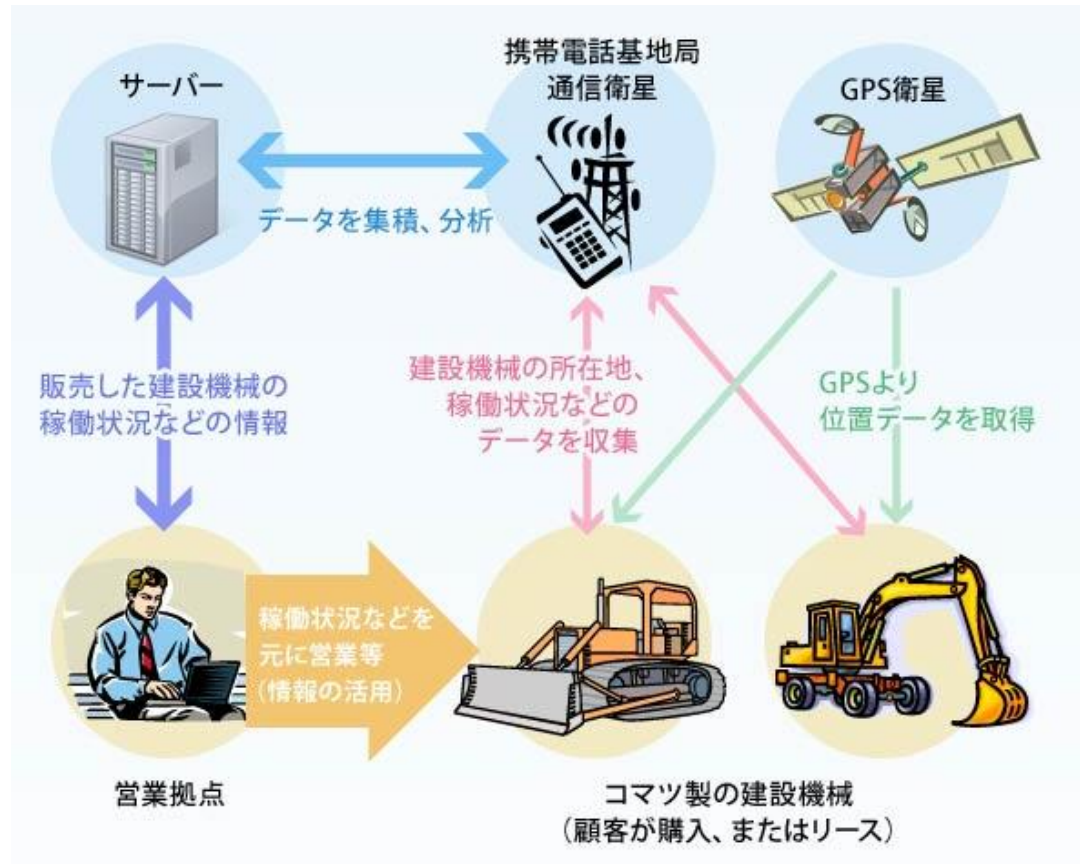 サーバー
携帯電話基地局
通信衛星
GPS衛星
データを集積、分析
販売した建設機械の
稼働状況などの情報
建設機械の所在地、
稼働状況などの
データを収集
GPSより
位置データを取得
稼働状況などを
元に営業等
(情報の活用)
営業拠点
コマツ製の建設機械
(顧客が購入、またはリース)